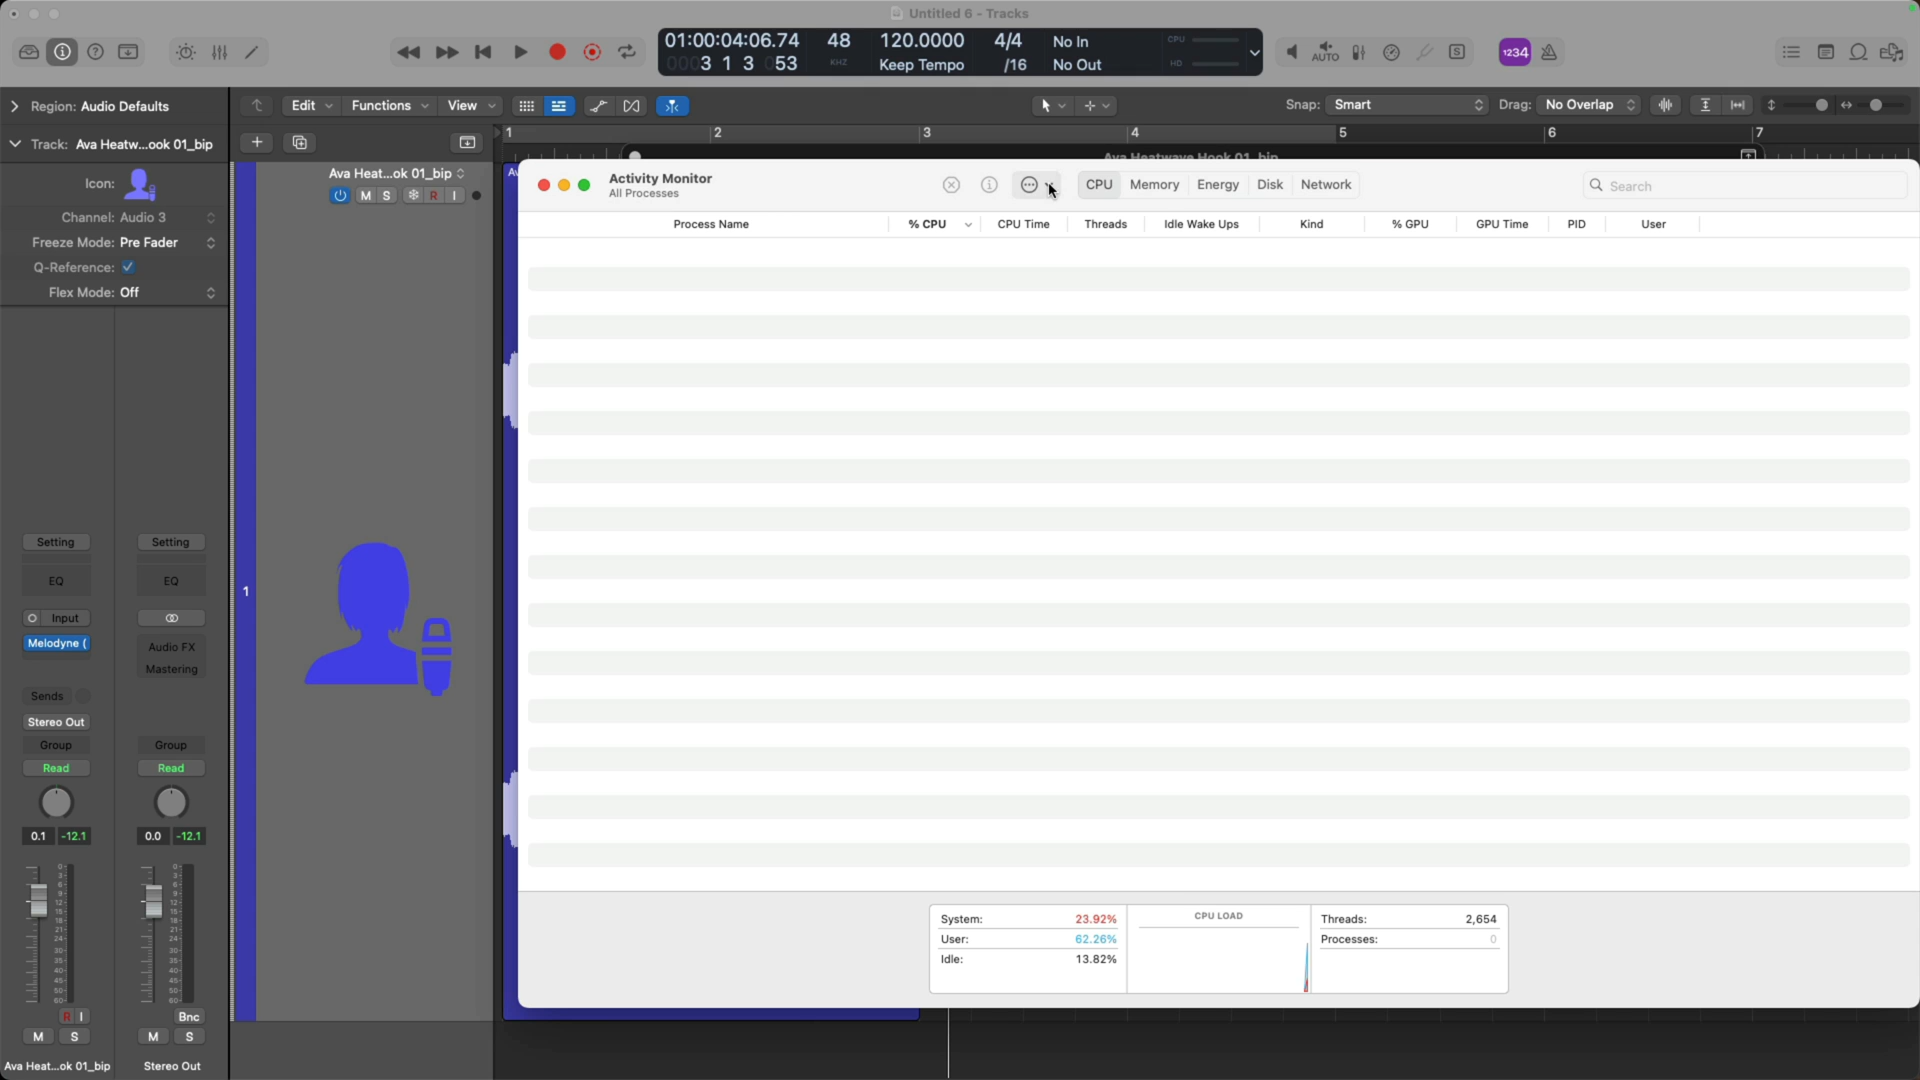 Untitled 6 - Tracks
01:00:04:06.74 48 120.0000 4/4 No In CPU
0003 1 3 053 KHZ Keep Tempo /16 No Out HD
AUTO S 1234
Region: Audio Defaults
Edit Functions View
Snap: Smart Drag: No Overlap
Track: Ava Heatw...ook 01_bip
1 2 3 4 5 6 7
Ava Heatwave Hook 01_bip
Icon:
Channel: Audio 3
Freeze Mode: Pre Fader
Q-Reference:
Flex Mode: Off
Ava Heat...ok 01_bip
M S R I
1
Activity Monitor
All Processes
CPU Memory Energy Disk Network
Search
Process Name % CPU CPU Time Threads Idle Wake Ups Kind % GPU GPU Time PID User
System: 23.92%
User: 62.26%
Idle: 13.82%
CPU LOAD
Threads: 2,654
Processes: 0
Setting Setting
EQ EQ
Input
Melodyne (
Audio FX
Mastering
Sends
Stereo Out
Group Group
Read Read
0.1 -12.1 0.0 -12.1
R I Bnc
M S M S
Ava Heat...ok 01_bip Stereo Out